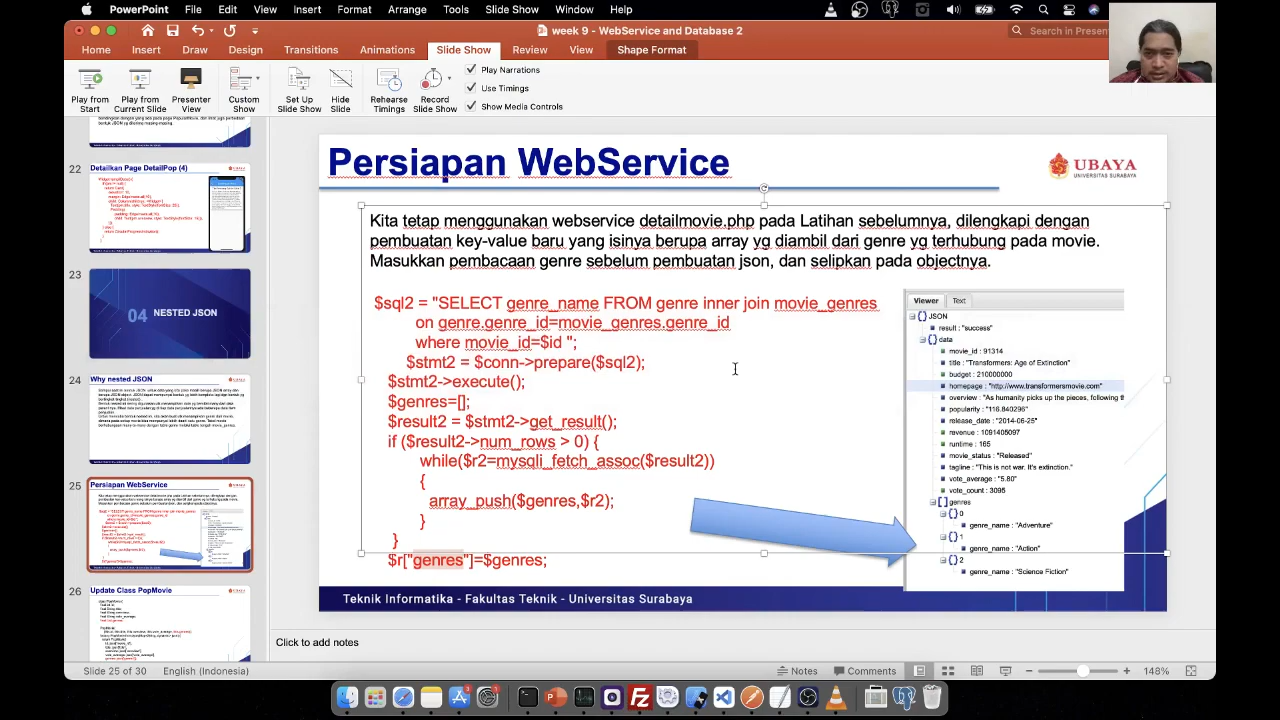 PowerPoint File Edit View Insert Format Arrange Tools Slide Show Window Help
week 9 - WebService and Database 2
Search in Present
Home Insert Draw Design Transitions Animations Slide Show Review View Shape Format
Play from Start
Play from Current Slide
Presenter View
Custom Show
Set Up Slide Show
Hide Slide
Rehearse Timings
Record Slide Show
Play Narrations
Use Timings
Show Media Controls
22
Detailkan Page DetailPop (4)
23
04 NESTED JSON
24
Why nested JSON
25
Persiapan WebService
26
Update Class PopMovie
Persiapan WebService
UBAYA
UNIVERSITAS SURABAYA
Kita tetap menggunakan webservice detailmovie.php pada Latihan sebelumnya, dilengkapi dengan
pembuatan key-value baru yang isinya berupa array yg diambil dari genre yg terhubung pada movie.
Masukkan pembacaan genre sebelum pembuatan json, dan selipkan pada objectnya.
$sql2 = "SELECT genre_name FROM genre inner join movie_genres
on genre.genre_id=movie_genres.genre_id
where movie_id=$id ";
$stmt2 = $conn->prepare($sql2);
$stmt2->execute();
$genres=[];
$result2 = $stmt2->get_result();
if ($result2->num_rows > 0) {
while($r2=mysqli_fetch_assoc($result2))
{
array_push($genres,$r2);
}
}
$r["genres"]=$genres;
Viewer Text
JSON
result : "success"
data
movie_id : 91314
title : "Transformers: Age of Extinction"
budget : 210000000
homepage : "http://www.transformersmovie.com"
overview : "As humanity picks up the pieces, following th
popularity : "116.840296"
release_date : "2014-06-25"
revenue : 1091405097
runtime : 165
movie_status : "Released"
tagline : "This is not war. It's extinction."
vote_average : "5.80"
vote_count : 3095
genres
0
genre_name : "Adventure"
1
genre_name : "Action"
2
genre_name : "Science Fiction"
Teknik Informatika - Fakultas Teknik - Universitas Surabaya
Click to add notes
Slide 25 of 30 English (Indonesia) Notes Comments 148%